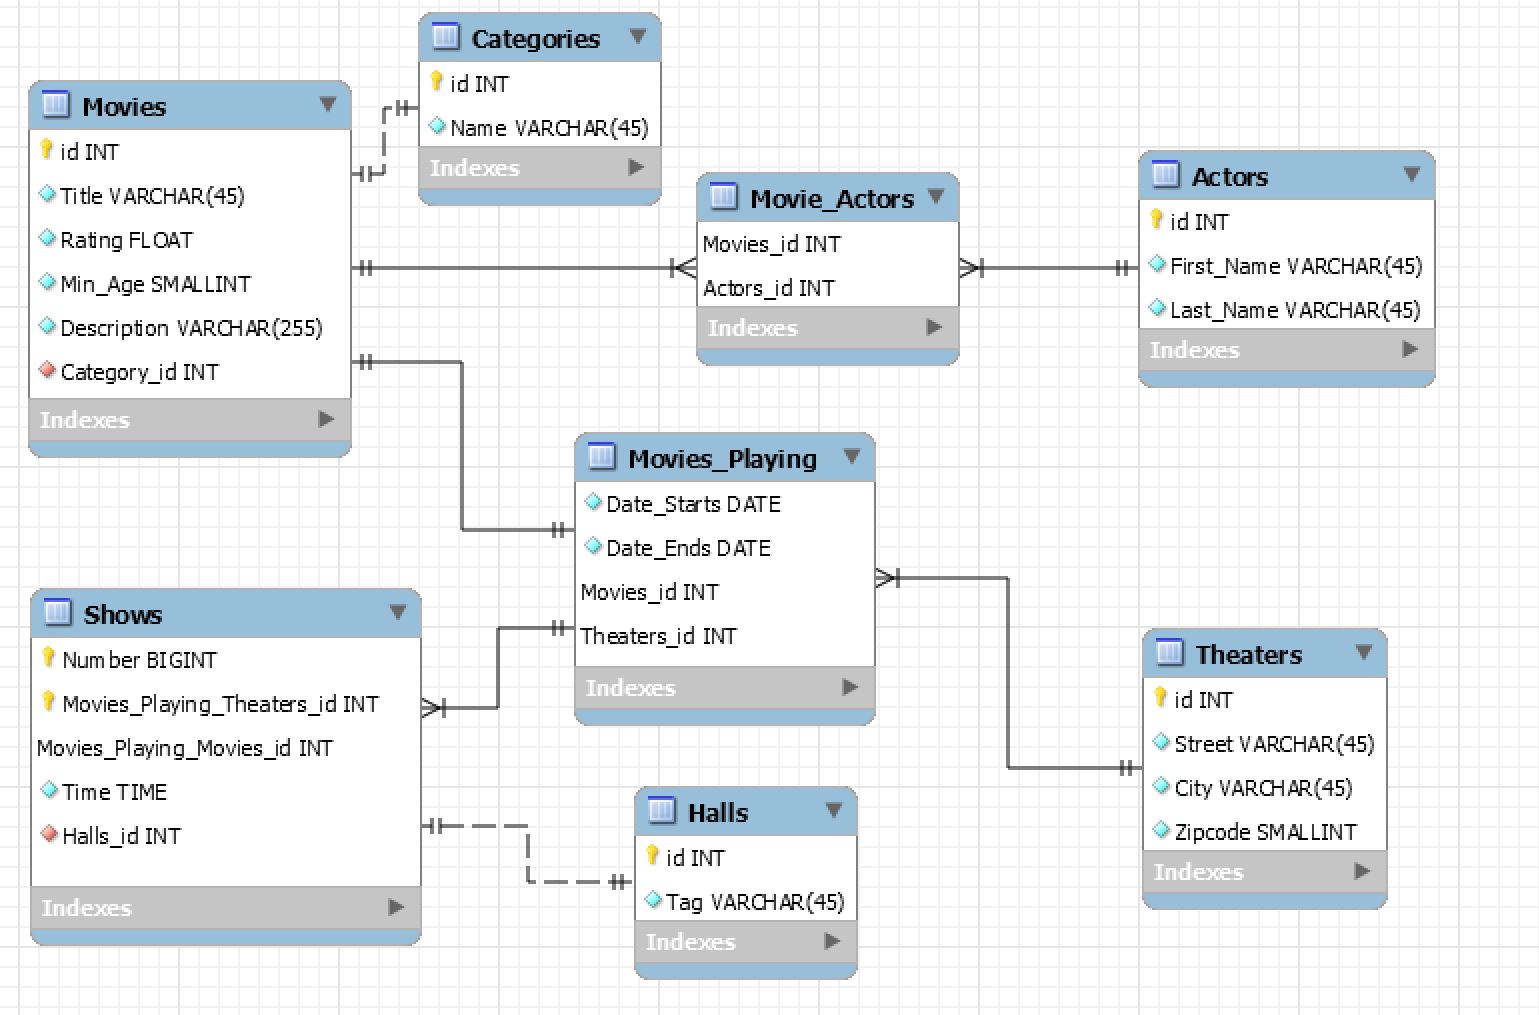 Categories
id INT
Name VARCHAR(45)
Indexes
Movies
id INT
Title VARCHAR(45)
Rating FLOAT
Min_Age SMALLINT
Description VARCHAR(255)
Category_id INT
Indexes
Movie_Actors
Movies_id INT
Actors_id INT
Indexes
Actors
id INT
First_Name VARCHAR(45)
Last_Name VARCHAR(45)
Indexes
Movies_Playing
Date_Starts DATE
Date_Ends DATE
Movies_id INT
Theaters_id INT
Indexes
Shows
Number BIGINT
Movies_Playing_Theaters_id INT
Movies_Playing_Movies_id INT
Time TIME
Halls_id INT
Indexes
Halls
id INT
Tag VARCHAR(45)
Indexes
Theaters
id INT
Street VARCHAR(45)
City VARCHAR(45)
Zipcode SMALLINT
Indexes